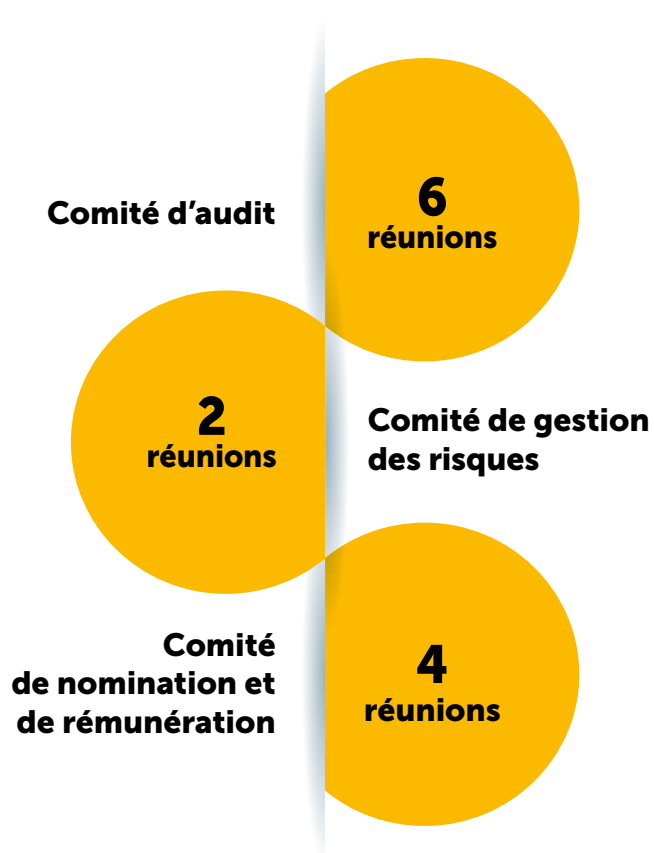 Comité d’audit
6
réunions
2
réunions
Comité de gestion
des risques
Comité
de nomination et
de rémunération
4
réunions